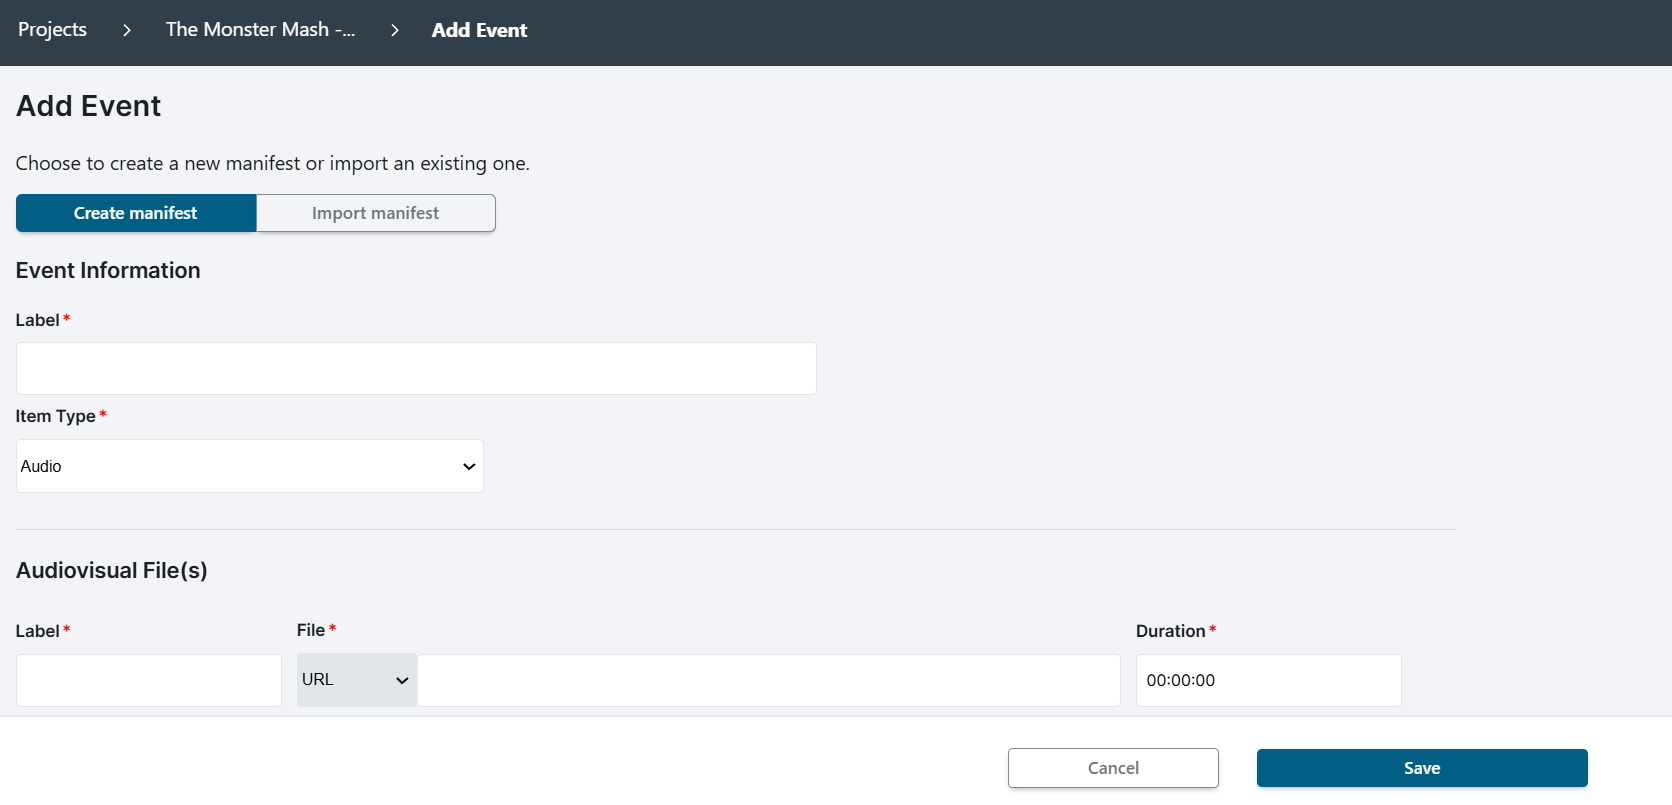 Projects > The Monster Mash -... > Add Event
Add Event
Choose to create a new manifest or import an existing one.
Create manifest Import manifest
Event Information
Label *
Item Type *
Audio
Audiovisual File(s)
Label * File * Duration *
URL 00:00:00
Cancel Save